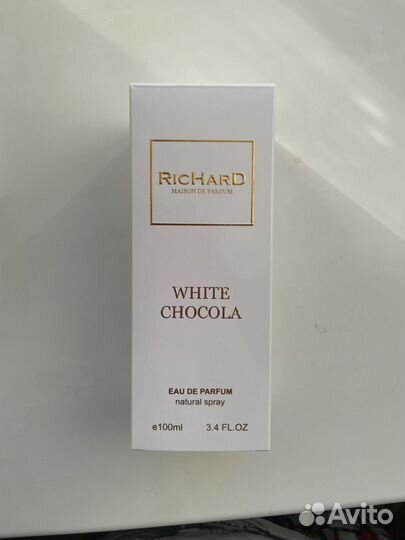 RICHARD
MAISON DE PARFUM
WHITE
CHOCOLA
EAU DE PARFUM
natural spray
e100ml 3.4 FL.OZ
Avito